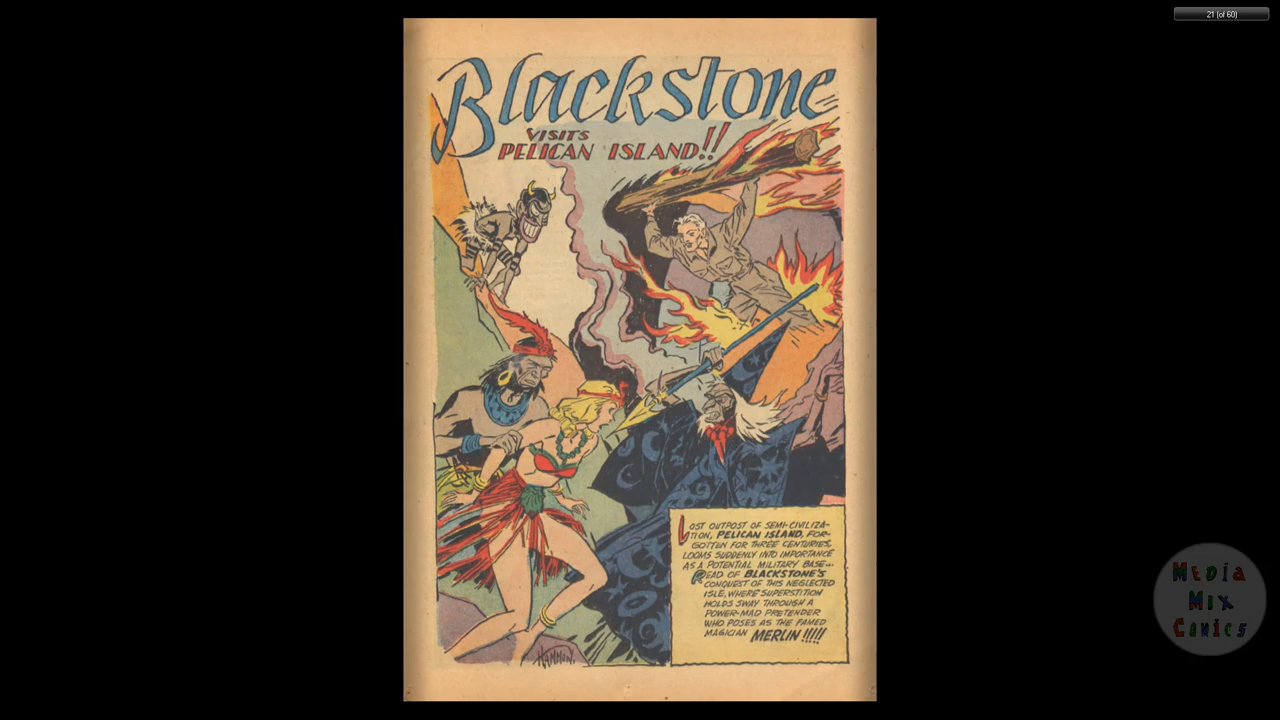 21 (of 60)
Blackstone
VISITS
PELICAN ISLAND!!
LOST OUTPOST OF SEMI-CIVILIZA-
TION, PELICAN ISLAND, FOR-
GOTTEN FOR THREE CENTURIES,
LOOMS SUDDENLY INTO IMPORTANCE
AS A POTENTIAL MILITARY BASE...
READ OF BLACKSTONE'S
CONQUEST OF THIS NEGLECTED
ISLE, WHERE SUPERSTITION
HOLDS SWAY THROUGH A
POWER-MAD PRETENDER
WHO POSES AS THE FAMED
MAGICIAN MERLIN!!!!!
HAMMON.
MEDIA
MIX
COMICS